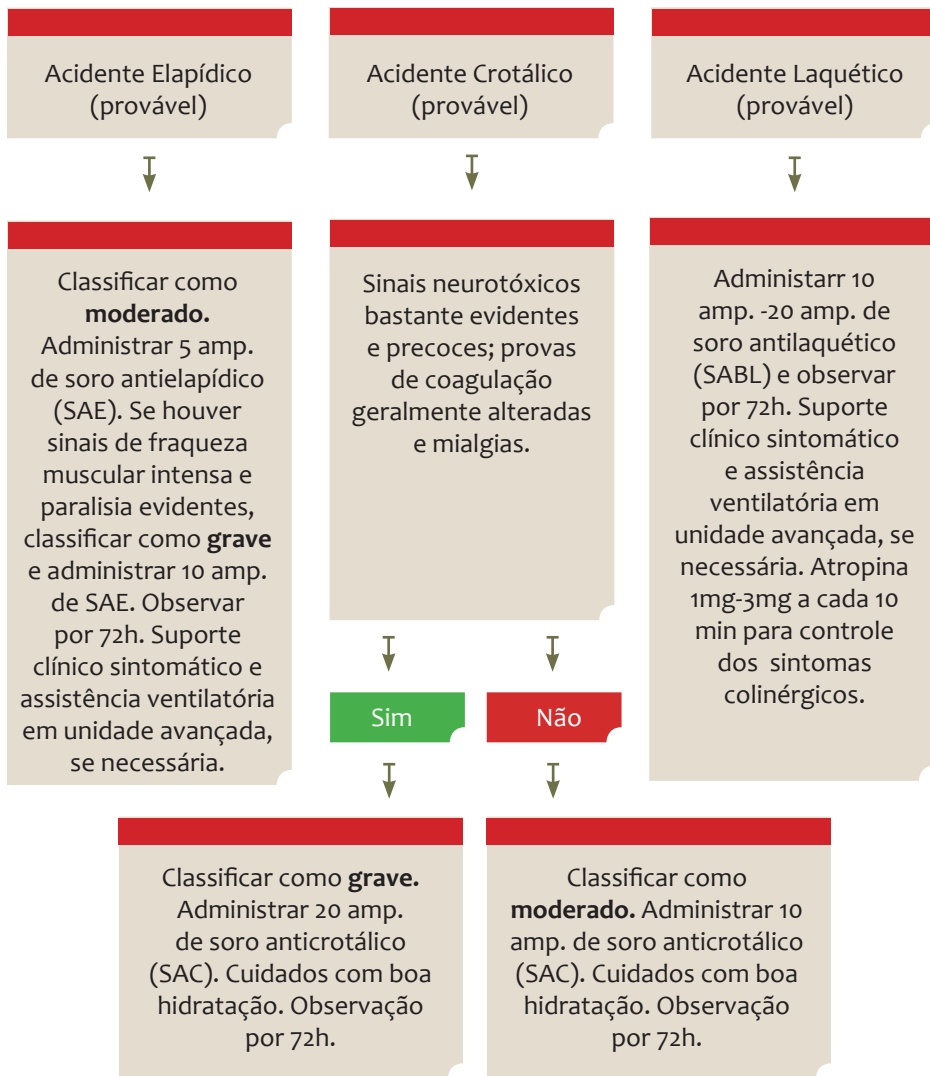 Acidente Elapídico
(provável)
Acidente Crotálico
(provável)
Acidente Laquético
(provável)
Classificar como
moderado.
Administrar 5 amp.
de soro antielapídico
(SAE). Se houver
sinais de fraqueza
muscular intensa e
paralisia evidentes,
classificar como grave
e administrar 10 amp.
de SAE. Observar
por 72h. Suporte
clínico sintomático e
assistência ventilatória
em unidade avançada,
se necessária.
Sinais neurotóxicos
bastante evidentes
e precoces; provas
de coagulação
geralmente alteradas
e mialgias.
Administarr 10
amp. -20 amp. de
soro antilaquético
(SABL) e observar
por 72h. Suporte
clínico sintomático
e assistência
ventilatória em
unidade avançada, se
necessária. Atropina
1mg-3mg a cada 10
min para controle
dos sintomas
colinérgicos.
Sim
Não
Classificar como grave.
Administrar 20 amp.
de soro anticrotálico
(SAC). Cuidados com boa
hidratação. Observação
por 72h.
Classificar como
moderado. Administrar 10
amp. de soro anticrotálico
(SAC). Cuidados com boa
hidratação. Observação
por 72h.